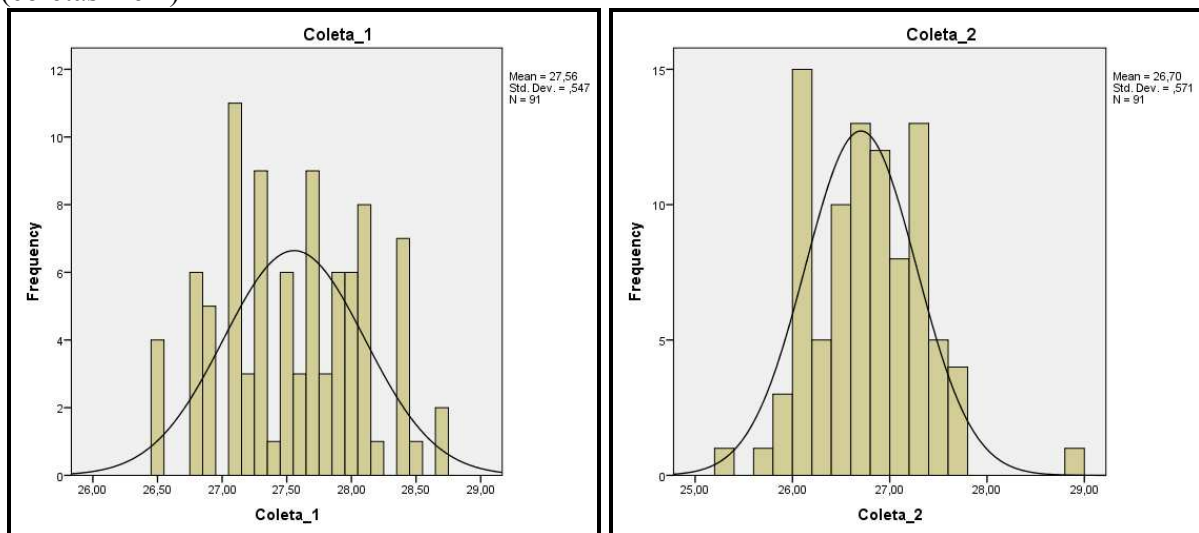 Coleta_1
Mean = 27,56
Std. Dev. = ,547
N = 91
12
10
8
6
4
2
0
Frequency
26,00 26,50 27,00 27,50 28,00 28,50 29,00
Coleta_1
Coleta_2
Mean = 26,70
Std. Dev. = ,571
N = 91
15
10
5
0
Frequency
25,00 26,00 27,00 28,00 29,00
Coleta_2